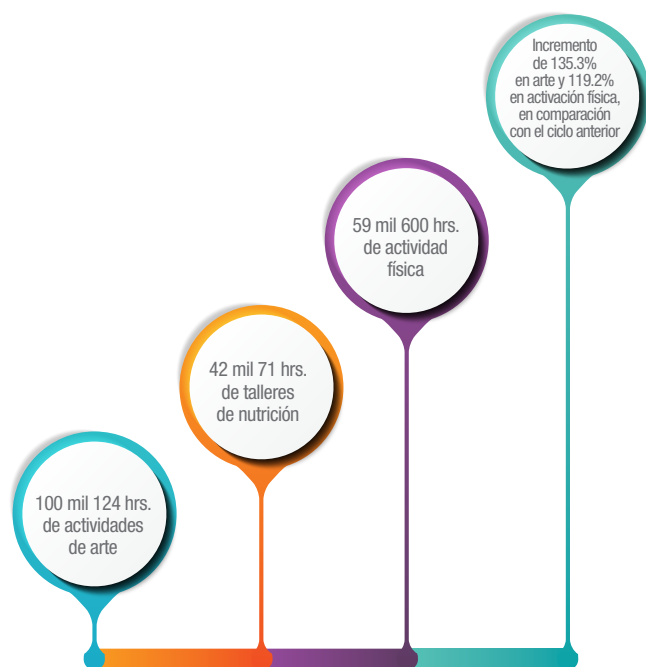 Incremento
de 135.3%
en arte y 119.2%
en activación física,
en comparación
con el ciclo anterior
59 mil 600 hrs.
de actividad
física
42 mil 71 hrs.
de talleres
de nutrición
100 mil 124 hrs.
de actividades
de arte